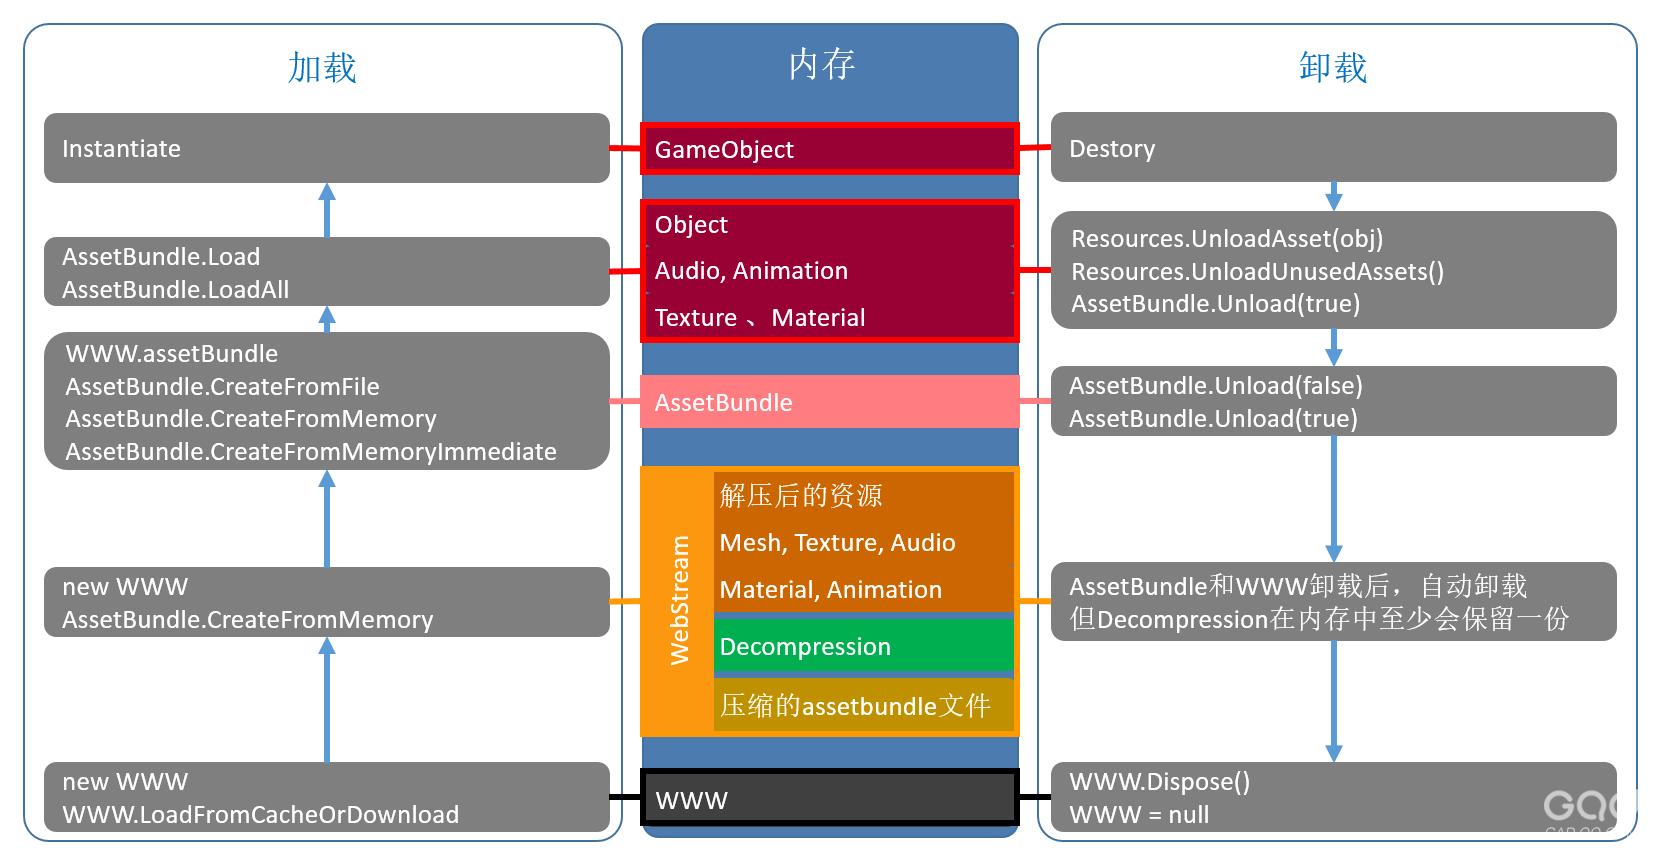 加载
Instantiate
AssetBundle.Load
AssetBundle.LoadAll
WWW.assetBundle
AssetBundle.CreateFromFile
AssetBundle.CreateFromMemory
AssetBundle.CreateFromMemoryImmediate
new WWW
AssetBundle.CreateFromMemory
new WWW
WWW.LoadFromCacheOrDownload
内存
GameObject
Object
Audio, Animation
Texture 、Material
AssetBundle
WebStream
解压后的资源
Mesh, Texture, Audio
Material, Animation
Decompression
压缩的assetbundle文件
WWW
卸载
Destory
Resources.UnloadAsset(obj)
Resources.UnloadUnusedAssets()
AssetBundle.Unload(true)
AssetBundle.Unload(false)
AssetBundle.Unload(true)
AssetBundle和WWW卸载后，自动卸载
但Decompression在内存中至少会保留一份
WWW.Dispose()
WWW = null